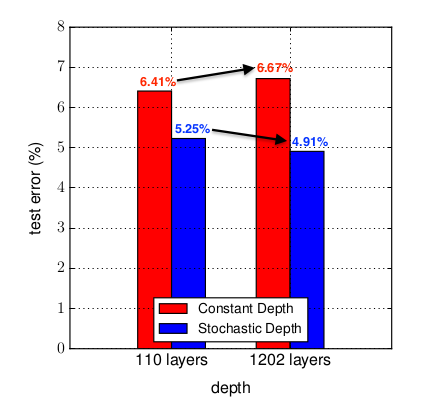 8
7
6
5
4
3
2
1
0
test error (%)
6.41%
6.67%
5.25%
4.91%
Constant Depth
Stochastic Depth
110 layers
1202 layers
depth